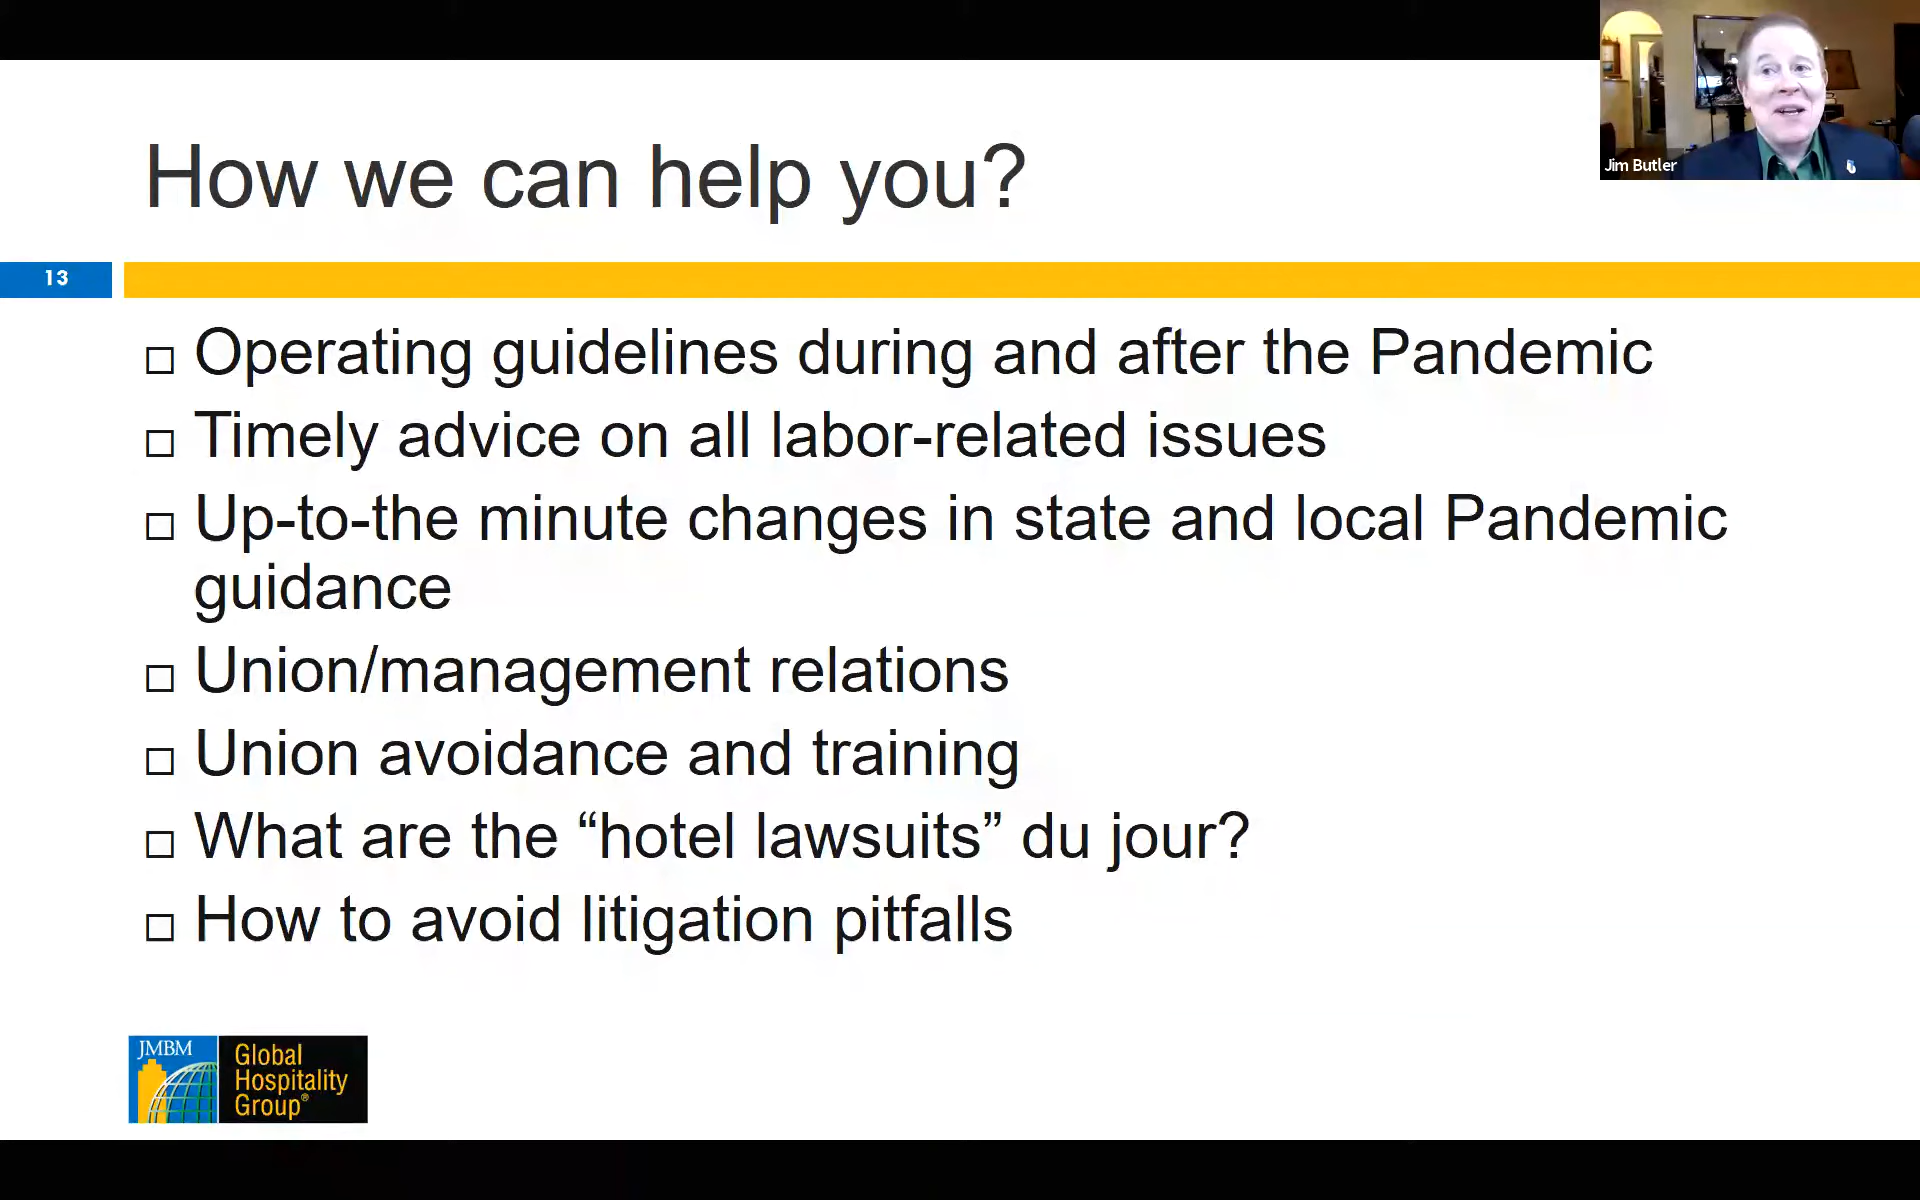 Jim Butler
How we can help you?
13
Operating guidelines during and after the Pandemic
Timely advice on all labor-related issues
Up-to-the minute changes in state and local Pandemic
guidance
Union/management relations
Union avoidance and training
What are the “hotel lawsuits” du jour?
How to avoid litigation pitfalls
JMBM
Global
Hospitality
Group®